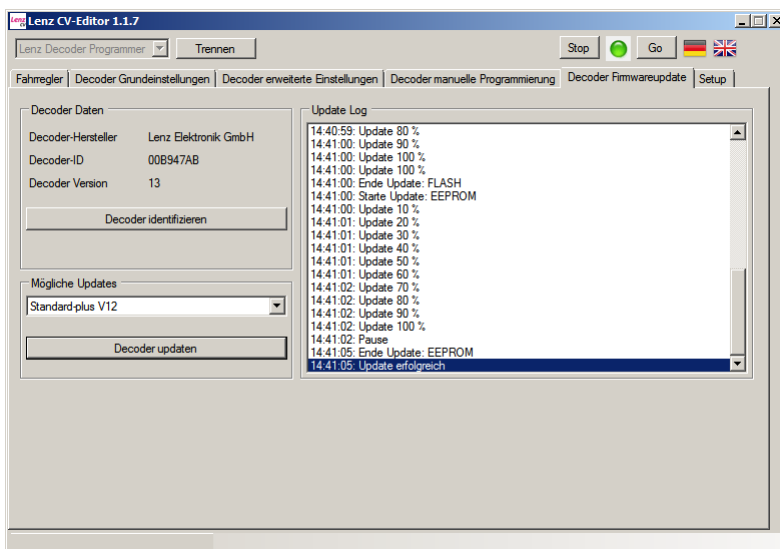 Lenz CV Lenz CV-Editor 1.1.7
Lenz Decoder Programmer Trennen Stop Go
Fahrregler Decoder Grundeinstellungen Decoder erweiterte Einstellungen Decoder manuelle Programmierung Decoder Firmwareupdate Setup
Decoder Daten
Decoder-Hersteller Lenz Elektronik GmbH
Decoder-ID 00B947AB
Decoder Version 13
Decoder identifizieren
Mögliche Updates
Standard-plus V12
Decoder updaten
Update Log
14:40:59: Update 80 %
14:41:00: Update 90 %
14:41:00: Update 100 %
14:41:00: Update 100 %
14:41:00: Ende Update: FLASH
14:41:00: Starte Update: EEPROM
14:41:00: Update 10 %
14:41:01: Update 20 %
14:41:01: Update 30 %
14:41:01: Update 40 %
14:41:01: Update 50 %
14:41:01: Update 60 %
14:41:02: Update 70 %
14:41:02: Update 80 %
14:41:02: Update 90 %
14:41:02: Update 100 %
14:41:02: Pause
14:41:05: Ende Update: EEPROM
14:41:05: Update erfolgreich